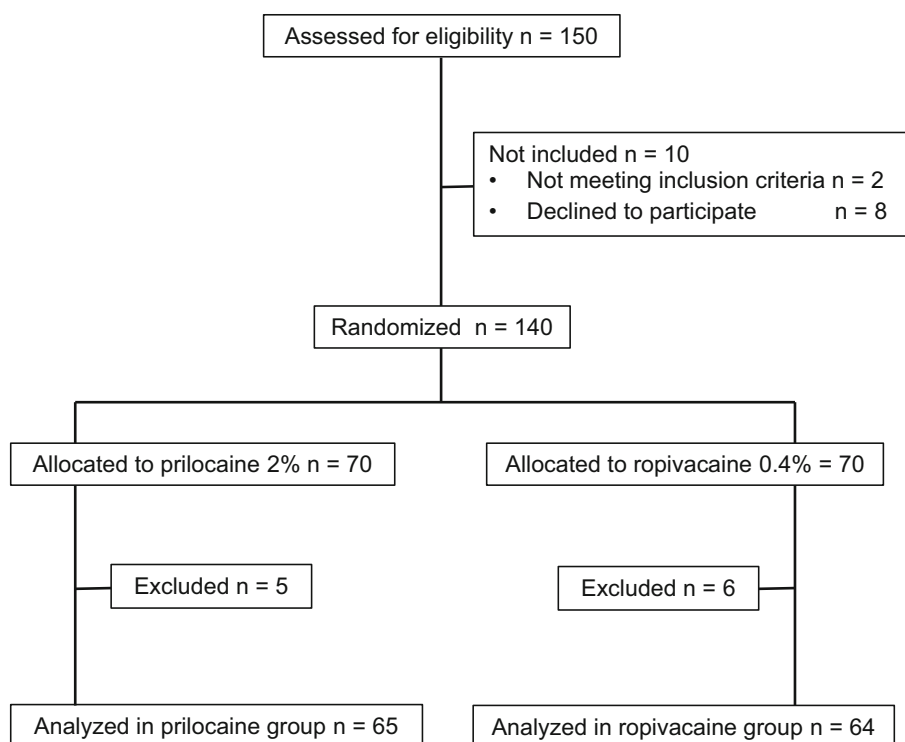 Assessed for eligibility n = 150
Not included n = 10
• Not meeting inclusion criteria n = 2
• Declined to participate n = 8
Randomized n = 140
Allocated to prilocaine 2% n = 70
Allocated to ropivacaine 0.4% = 70
Excluded n = 5
Excluded n = 6
Analyzed in prilocaine group n = 65
Analyzed in ropivacaine group n = 64